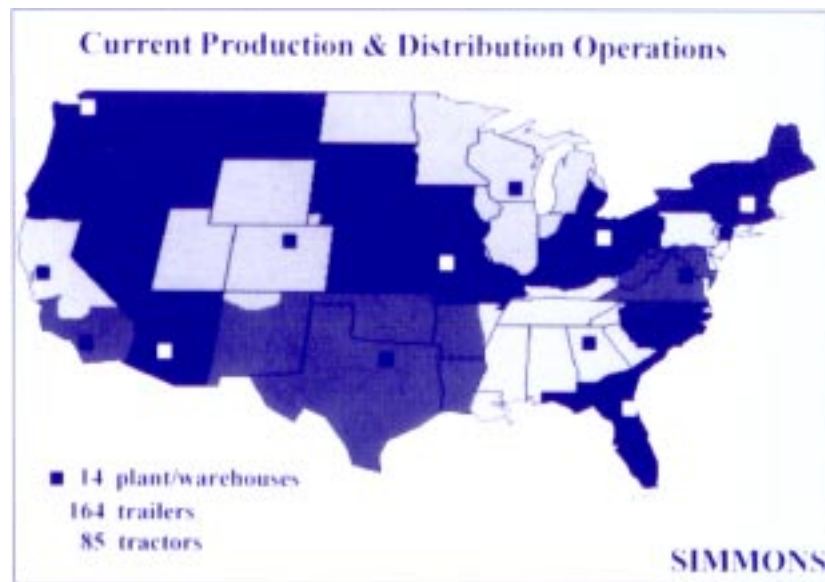 Current Production & Distribution Operations
14 plant/warehouses
164 trailers
85 tractors
SIMMONS